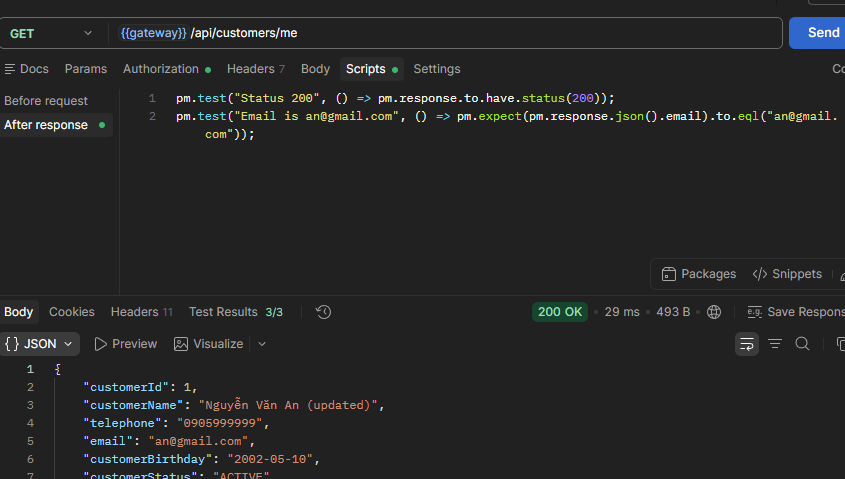 GET {{gateway}} /api/customers/me Send
Docs Params Authorization Headers 7 Body Scripts Settings
Before request
After response
1 pm.test("Status 200", () => pm.response.to.have.status(200));
2 pm.test("Email is an@gmail.com", () => pm.expect(pm.response.json().email).to.eql("an@gmail.
com"));
Packages </> Snippets
Body Cookies Headers 11 Test Results 3/3 200 OK 29 ms 493 B e.g. Save Respons
{} JSON Preview Visualize
1 {
2 "customerId": 1,
3 "customerName": "Nguyễn Văn An (updated)",
4 "telephone": "0905999999",
5 "email": "an@gmail.com",
6 "customerBirthday": "2002-05-10",
7 "customerStatus": "ACTIVE"